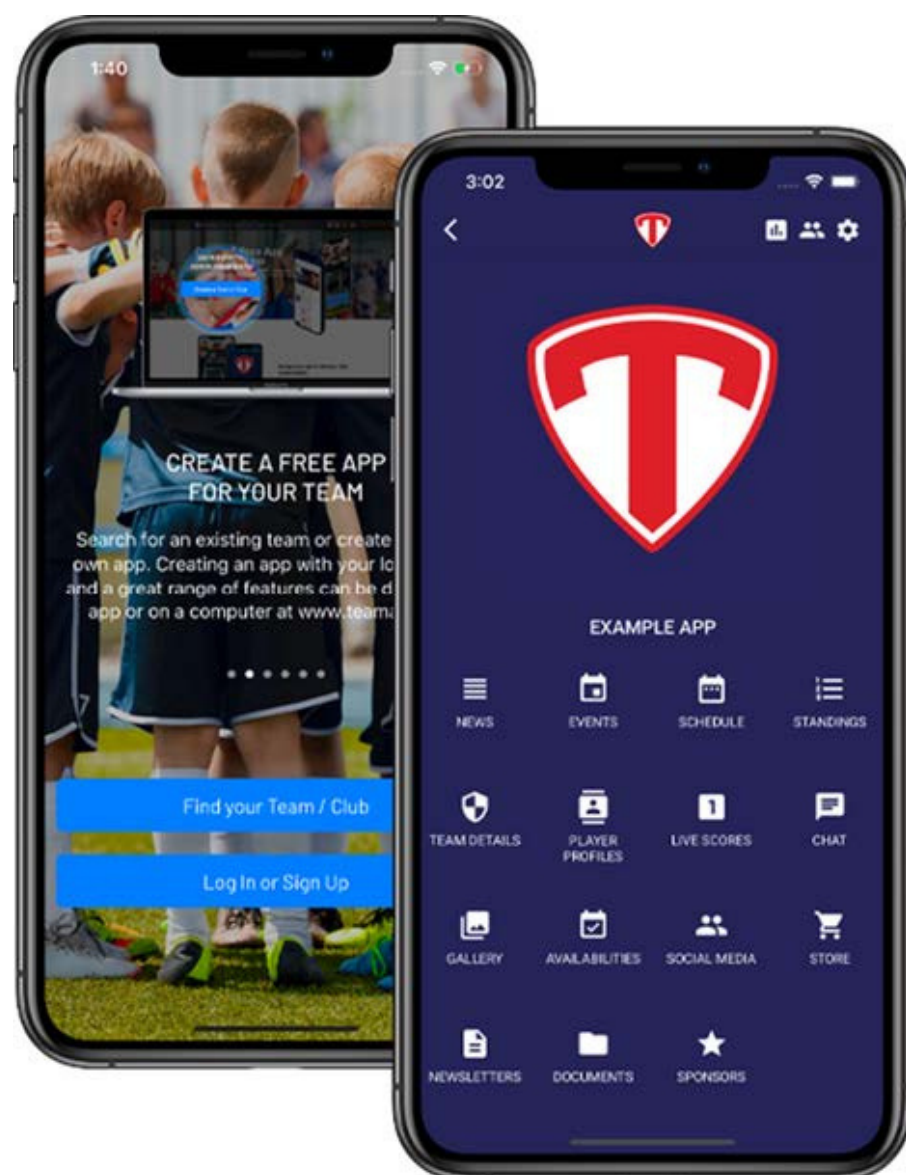 1:40
CREATE A FREE APP
FOR YOUR TEAM
Search for an existing team or create
own app. Creating an app with your
and a great range of features can be
app or on a computer at
Find your Team / Club
Log In or Sign Up
3:02
EXAMPLE APP
NEWS
EVENTS
SCHEDULE
STANDINGS
TEAM DETAILS
PLAYER
PROFILES
LIVE SCORES
CHAT
GALLERY
AVAILABILITIES
SOCIAL MEDIA
STORE
NEWSLETTERS
DOCUMENTS
SPONSORS